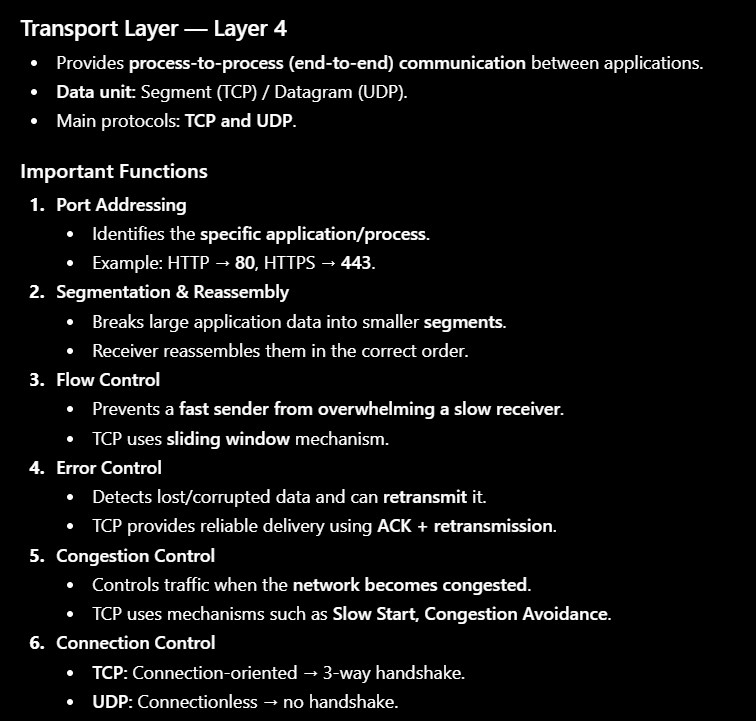 Transport Layer — Layer 4
• Provides process-to-process (end-to-end) communication between applications.
• Data unit: Segment (TCP) / Datagram (UDP).
• Main protocols: TCP and UDP.
Important Functions
1. Port Addressing
• Identifies the specific application/process.
• Example: HTTP → 80, HTTPS → 443.
2. Segmentation & Reassembly
• Breaks large application data into smaller segments.
• Receiver reassembles them in the correct order.
3. Flow Control
• Prevents a fast sender from overwhelming a slow receiver.
• TCP uses sliding window mechanism.
4. Error Control
• Detects lost/corrupted data and can retransmit it.
• TCP provides reliable delivery using ACK + retransmission.
5. Congestion Control
• Controls traffic when the network becomes congested.
• TCP uses mechanisms such as Slow Start, Congestion Avoidance.
6. Connection Control
• TCP: Connection-oriented → 3-way handshake.
• UDP: Connectionless → no handshake.